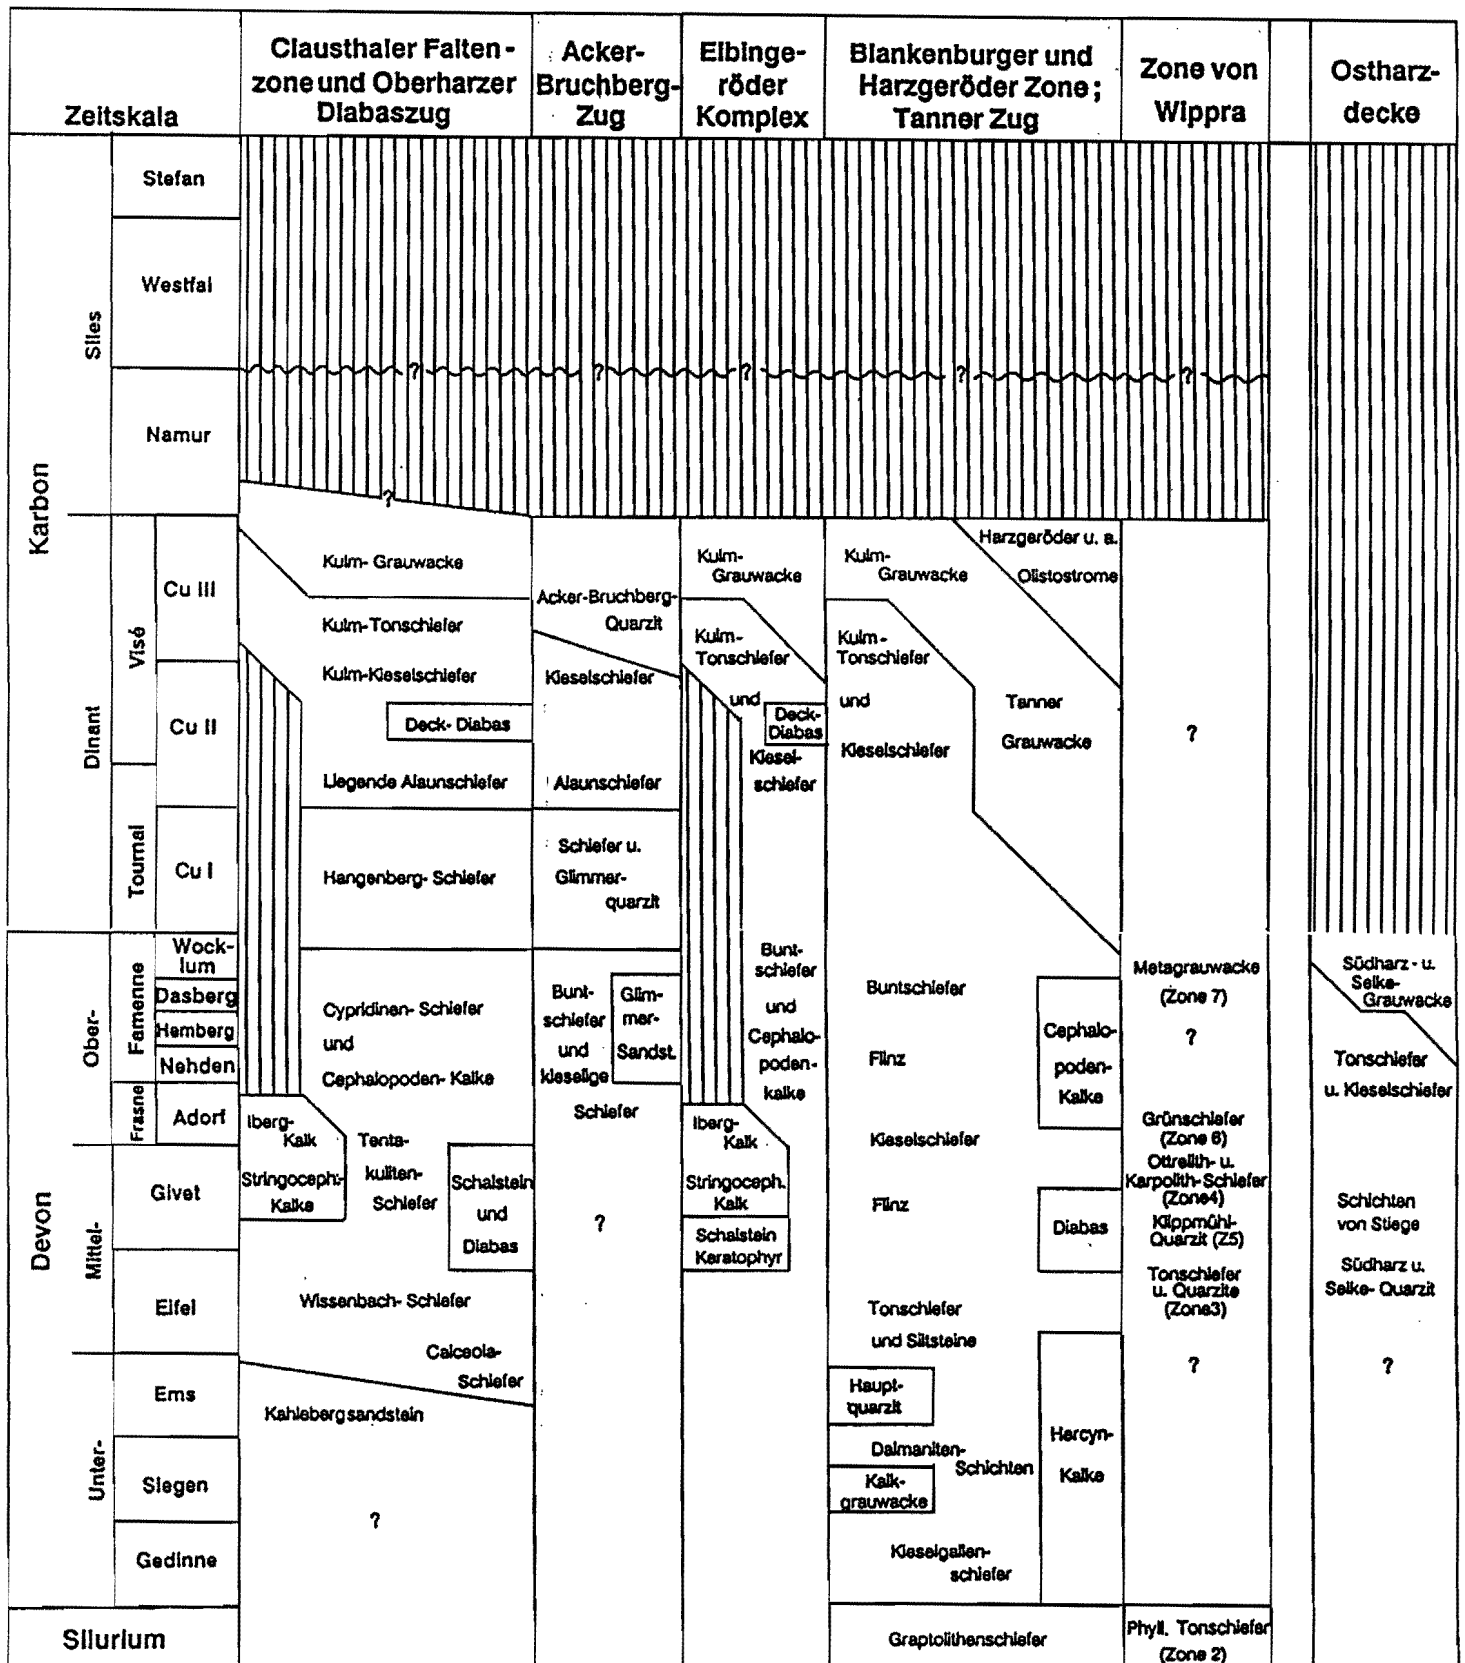 Zeitskala
Clausthaler Falten-
zone und Oberharzer
Diabaszug
Acker-
Bruchberg-
Zug
Elbinge-
röder
Komplex
Blankenburger und
Harzgeröder Zone;
Tanner Zug
Zone von
Wippra
Ostharz-
decke
Karbon
Siles
Stefan
Westfal
Namur
Dinant
Visé
Cu III
Cu II
Tournai
Cu I
Devon
Ober-
Famenne
Wock-
lum
Dasberg
Hemberg
Nehden
Frasne
Adorf
Mittel-
Givet
Eifel
Unter-
Ems
Siegen
Gedinne
Silurium
?
?
?
?
?
?
Kulm- Grauwacke
Kulm-Tonschiefer
Kulm-Kieselschiefer
Deck- Diabas
Liegende Alaunschiefer
Hangenberg- Schiefer
Cypridinen- Schiefer
und
Cephalopoden- Kalke
Iberg-
Kalk
Stringoceph.-
Kalke
Tenta-
kuliten-
Schiefer
Schalstein
und
Diabas
Wissenbach- Schiefer
Calceola-
Schiefer
Kahlebergsandstein
?
Acker-Bruchberg-
Quarzit
Kieselschiefer
Alaunschiefer
Schiefer u.
Glimmer-
quarzit
Bunt-
schiefer
und
kieselige
Schiefer
Glim-
mer-
Sandst.
?
Kulm-
Grauwacke
Kulm-
Tonschiefer
und
Deck-
Diabas
Kiesel-
schiefer
Bunt-
schiefer
und
Cephalo-
poden-
kalke
Iberg-
Kalk
Stringoceph.
Kalk
Schalstein
Keratophyr
Kulm-
Grauwacke
Harzgeröder u. a.
Olistostrome
Kulm-
Tonschiefer
und
Kieselschiefer
Tanner
Grauwacke
Buntschiefer
Flinz
Cephalo-
poden-
Kalke
Kieselschiefer
Flinz
Diabas
Tonschiefer
und Siltsteine
Haupt-
quarzit
Dalmaniten-
Schichten
Kalk-
grauwacke
Hercyn-
Kalke
Kieselgallen-
schiefer
Graptolithenschiefer
?
Metagrauwacke
(Zone 7)
?
Grünschiefer
(Zone 6)
Ottrelith- u.
Karpolith-Schiefer
(Zone4)
Klippmühl-
Quarzit (Z5)
Tonschiefer
u. Quarzite
(Zone3)
?
Phyll. Tonschiefer
(Zone 2)
Südharz- u.
Selke-
Grauwacke
Tonschiefer
u. Kieselschiefer
Schichten
von Stiege
Südharz u.
Selke- Quarzit
?